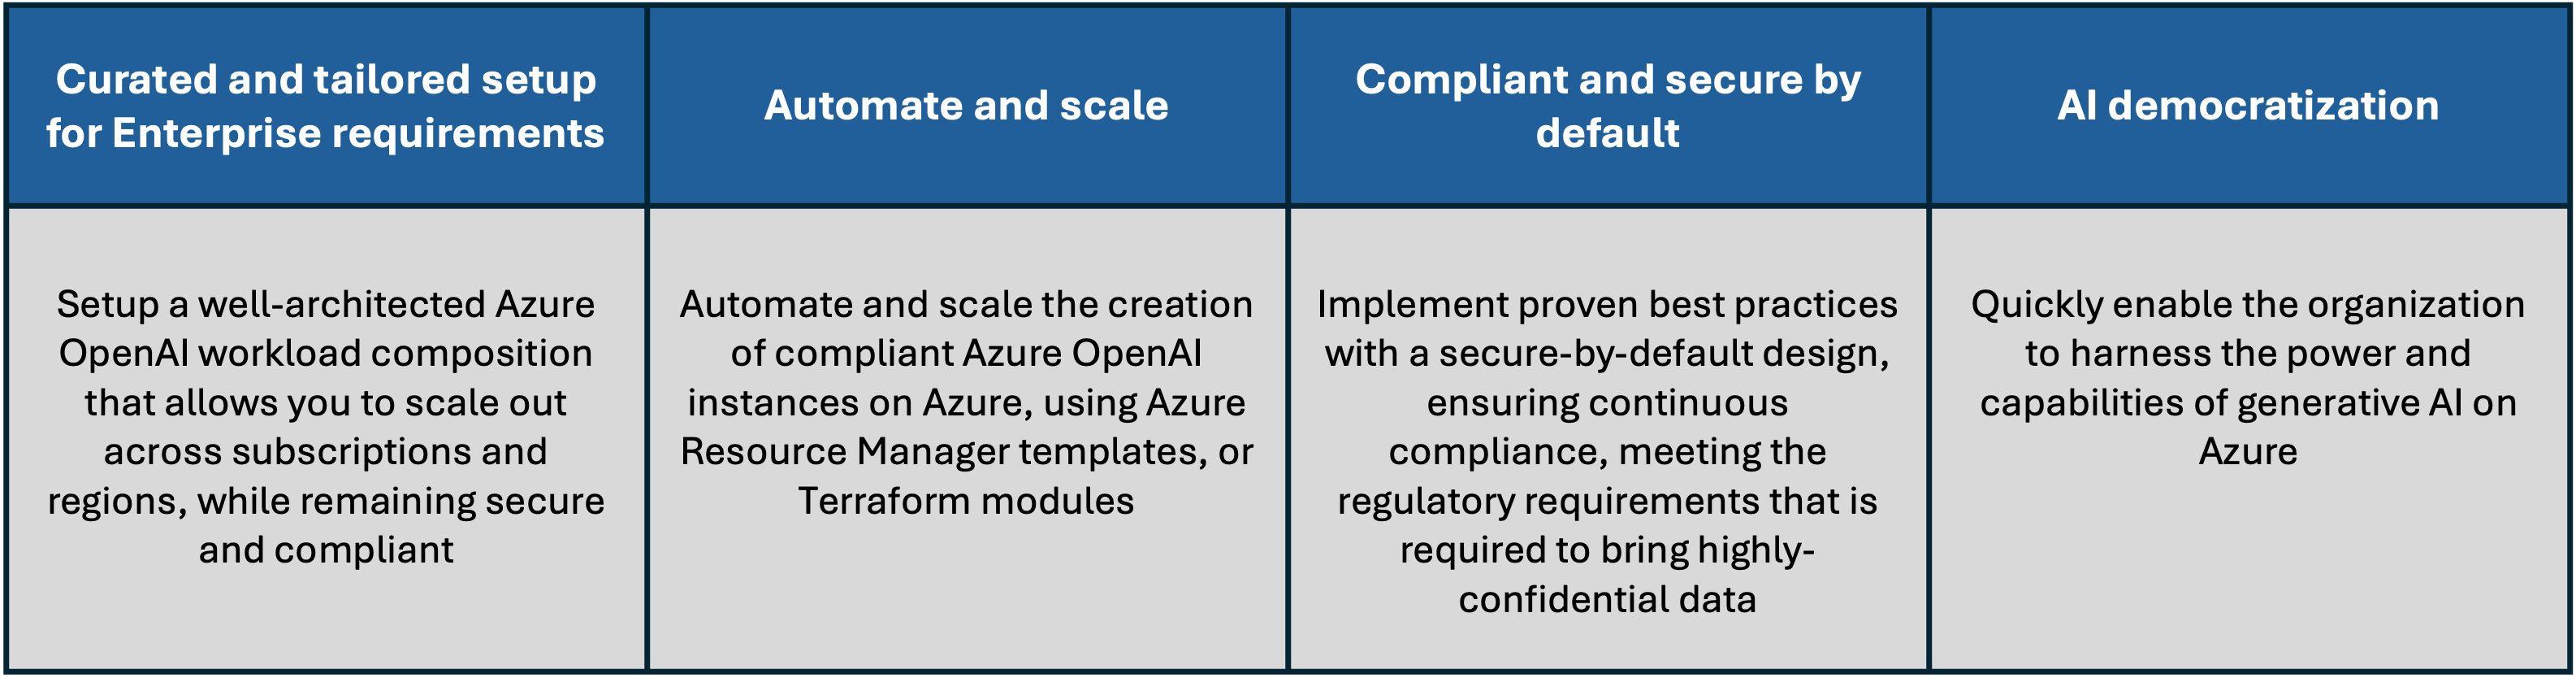 Curated and tailored setup
for Enterprise requirements
Automate and scale
Compliant and secure by
default
AI democratization
Setup a well-architected Azure
OpenAI workload composition
that allows you to scale out
across subscriptions and
regions, while remaining secure
and compliant
Automate and scale the creation
of compliant Azure OpenAI
instances on Azure, using Azure
Resource Manager templates, or
Terraform modules
Implement proven best practices
with a secure-by-default design,
ensuring continuous
compliance, meeting the
regulatory requirements that is
required to bring highly-
confidential data
Quickly enable the organization
to harness the power and
capabilities of generative AI on
Azure